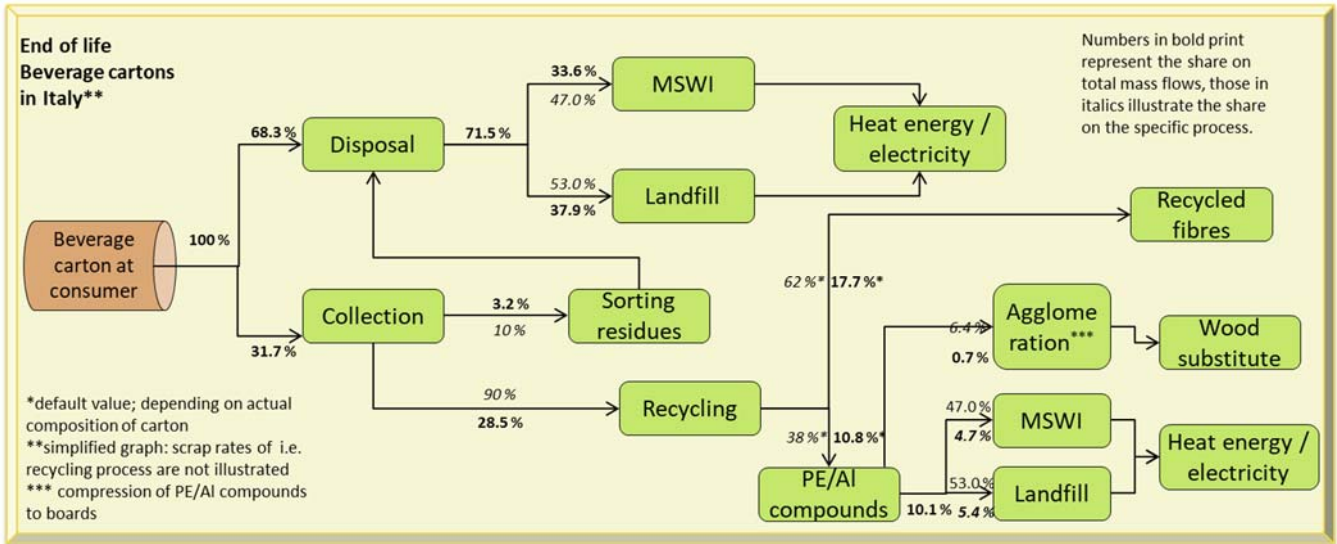 End of life
Beverage cartons
in Italy**
Numbers in bold print
represent the share on
total mass flows, those in
italics illustrate the share
on the specific process.
33.6 %
47.0 %
MSWI
68.3 %
Disposal
71.5 %
Heat energy /
electricity
53.0 %
37.9 %
Landfill
Recycled
fibres
Beverage
carton at
consumer
100 %
62 %* 17.7 %*
Collection
3.2 %
10 %
Sorting
residues
31.7 %
6.4 %
0.7 %
Agglome
ration***
Wood
substitute
90 %
28.5 %
Recycling
38 %* 10.8 %*
47.0 %
4.7 %
MSWI
Heat energy /
electricity
PE/Al
compounds
10.1 %
53.0 %
5.4 %
Landfill
*default value; depending on actual
composition of carton
**simplified graph: scrap rates of i.e.
recycling process are not illustrated
*** compression of PE/Al compounds
to boards